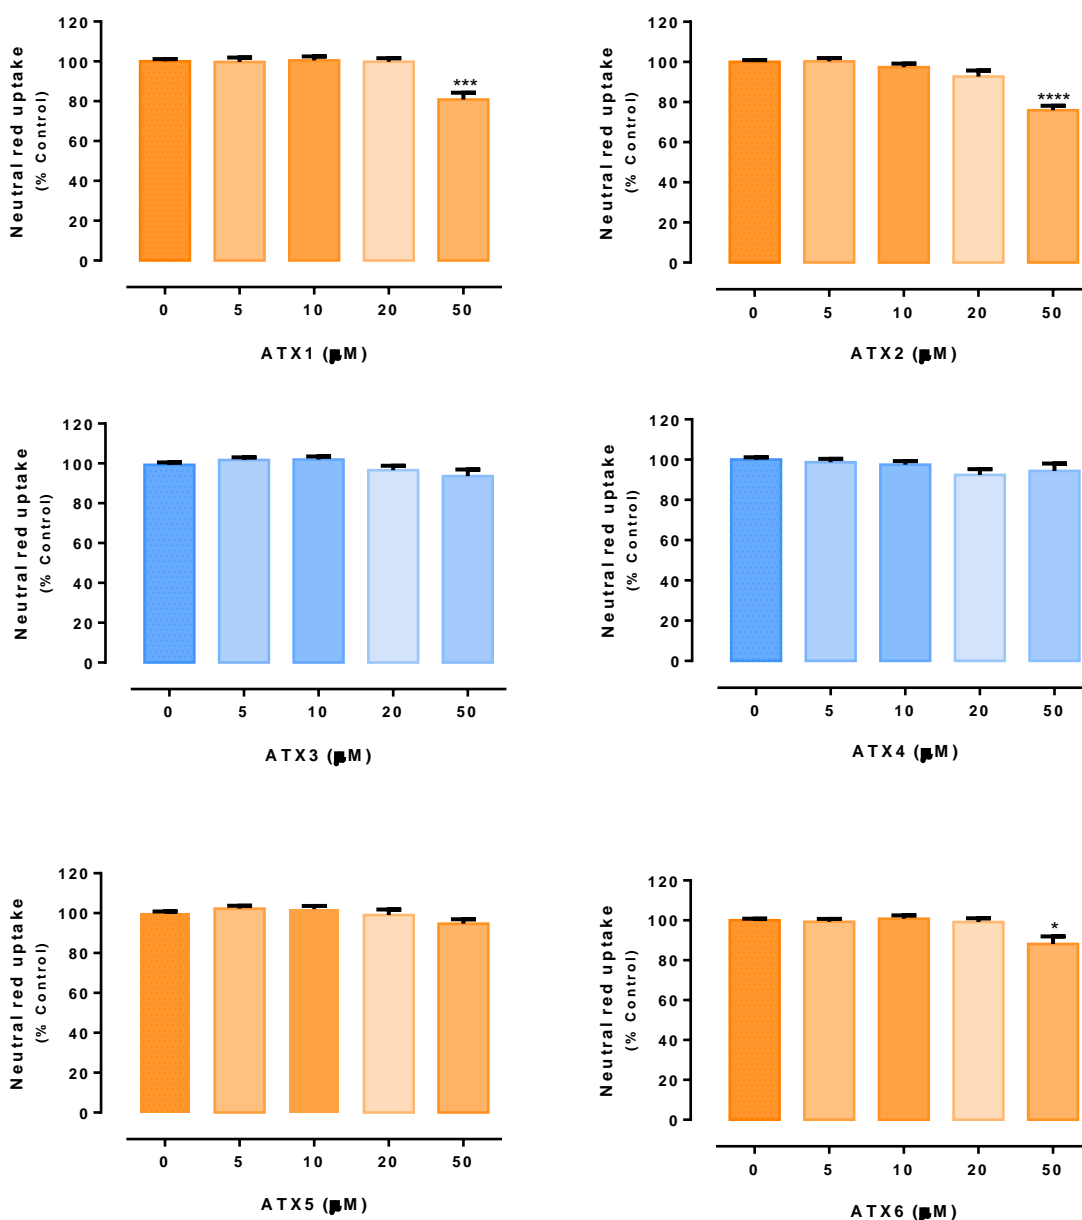 120
100
80
60
40
20
0
Neutral red uptake
(% Control)
***
0 5 10 20 50
ATX1 (μM)
120
100
80
60
40
20
0
Neutral red uptake
(% Control)
****
0 5 10 20 50
ATX2 (μM)
120
100
80
60
40
20
0
Neutral red uptake
(% Control)
0 5 10 20 50
ATX3 (μM)
120
100
80
60
40
20
0
Neutral red uptake
(% Control)
0 5 10 20 50
ATX4 (μM)
120
100
80
60
40
20
0
Neutral red uptake
(% Control)
0 5 10 20 50
ATX5 (μM)
120
100
80
60
40
20
0
Neutral red uptake
(% Control)
*
0 5 10 20 50
ATX6 (μM)